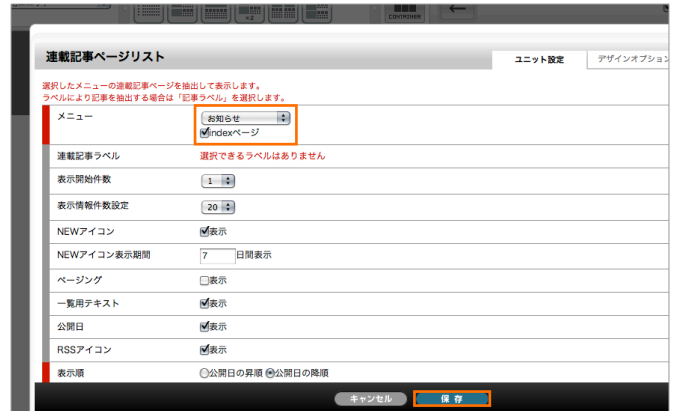 ×2
CONTAINER
連載記事ページリスト
ユニット設定
デザインオプション
選択したメニューの連載記事ページを抽出して表示します。
ラベルにより記事を抽出する場合は「記事ラベル」を選択します。
メニュー
お知らせ
indexページ
連載記事ラベル
選択できるラベルはありません
表示開始件数
1
表示情報件数設定
20
NEWアイコン
表示
NEWアイコン表示期間
7 日間表示
ページング
表示
一覧用テキスト
表示
公開日
表示
RSSアイコン
表示
表示順
公開日の昇順 公開日の降順
キャンセル
保存